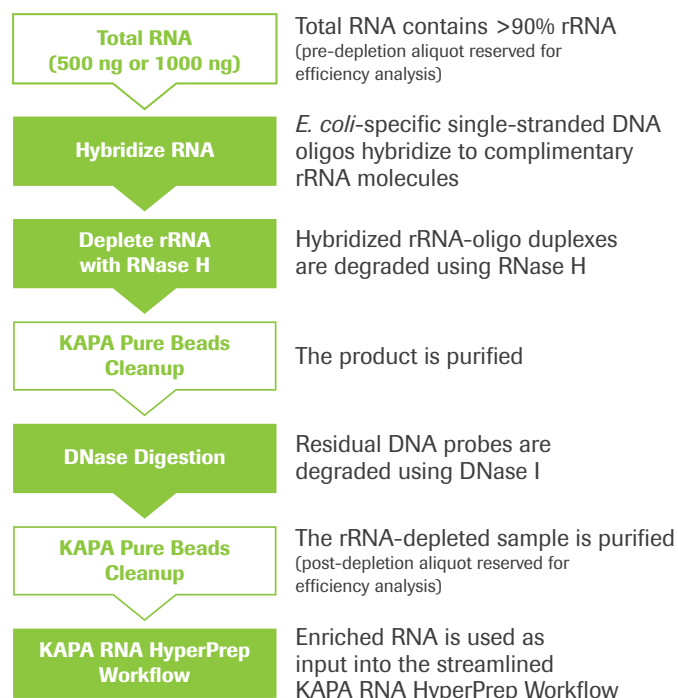 Total RNA
(500 ng or 1000 ng)
Total RNA contains >90% rRNA
(pre-depletion aliquot reserved for
efficiency analysis)
Hybridize RNA
E. coli-specific single-stranded DNA
oligos hybridize to complimentary
rRNA molecules
Deplete rRNA
with RNase H
Hybridized rRNA-oligo duplexes
are degraded using RNase H
KAPA Pure Beads
Cleanup
The product is purified
DNase Digestion
Residual DNA probes are
degraded using DNase I
KAPA Pure Beads
Cleanup
The rRNA-depleted sample is purified
(post-depletion aliquot reserved for
efficiency analysis)
KAPA RNA HyperPrep
Workflow
Enriched RNA is used as
input into the streamlined
KAPA RNA HyperPrep Workflow